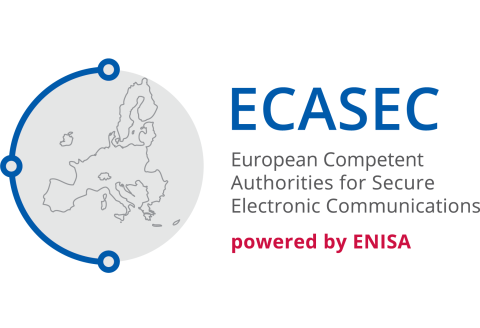 ECASEC
European Competent
Authorities for Secure
Electronic Communications
powered by ENISA